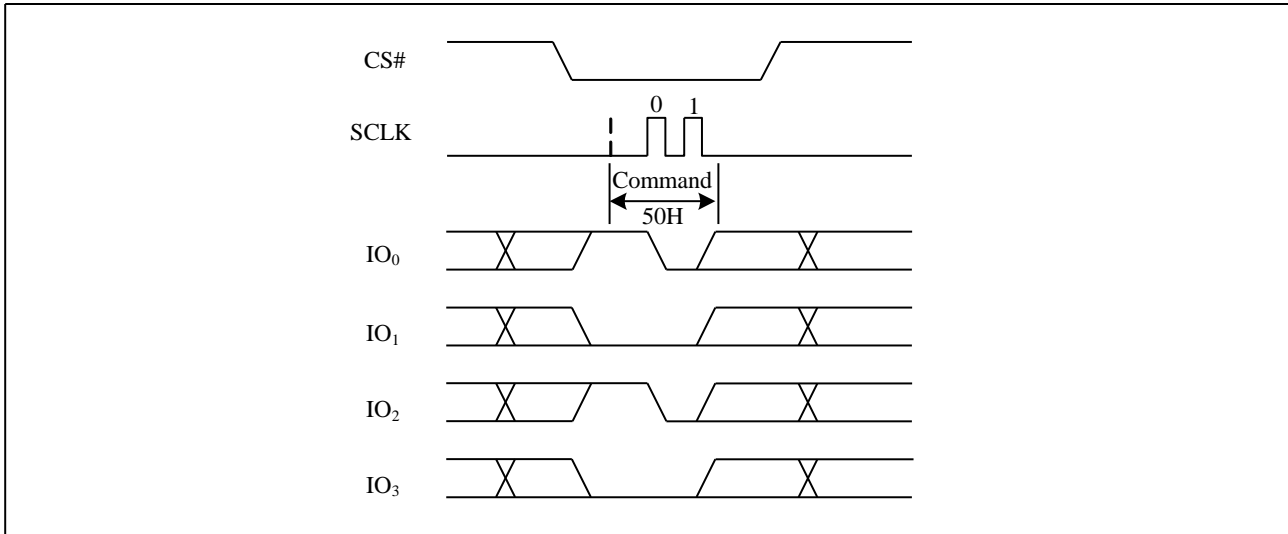 CS#
0 1
SCLK
Command
50H
IO₀
IO₁
IO₂
IO₃